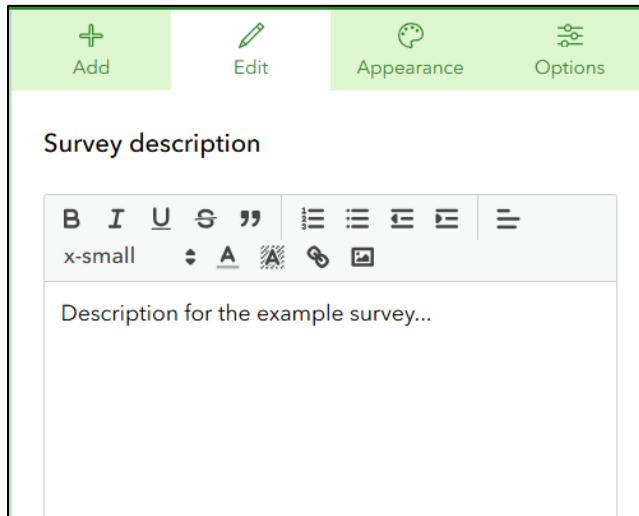 Add Edit Appearance Options
Survey description
B I U S
x-small A A
Description for the example survey...